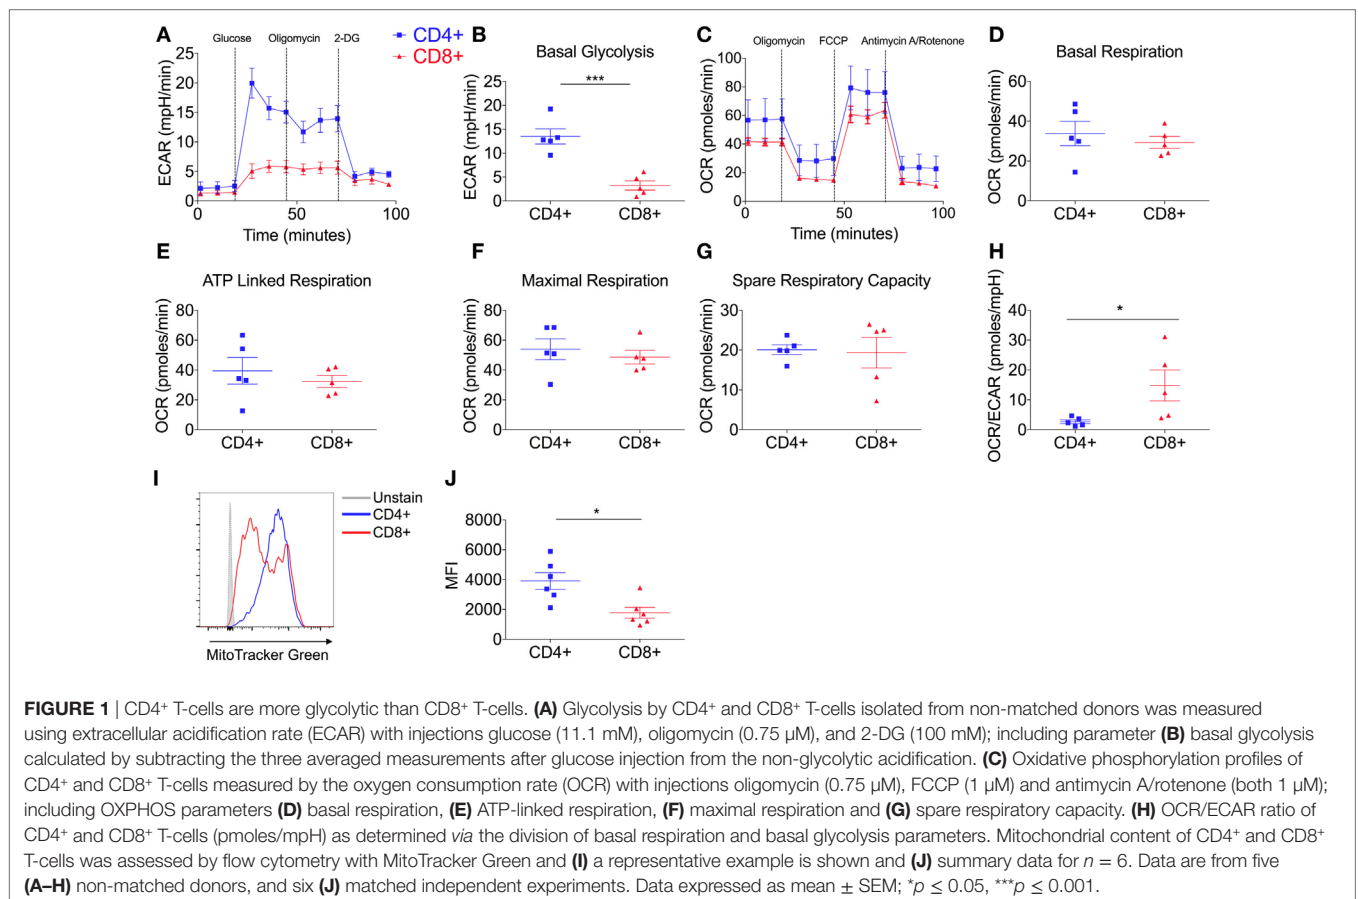 A
Glucose
Oligomycin
2-DG
CD4+
CD8+
ECAR (mpH/min)
25
20
15
10
5
0
0
50
100
Time (minutes)
B
Basal Glycolysis
***
ECAR (mpH/min)
25
20
15
10
5
0
CD4+
CD8+
C
Oligomycin
FCCP
Antimycin A/Rotenone
OCR (pmoles/min)
100
80
60
40
20
0
0
50
100
Time (minutes)
D
Basal Respiration
OCR (pmoles/min)
60
40
20
0
CD4+
CD8+
E
ATP Linked Respiration
OCR (pmoles/min)
80
60
40
20
0
CD4+
CD8+
F
Maximal Respiration
OCR (pmoles/min)
80
60
40
20
0
CD4+
CD8+
G
Spare Respiratory Capacity
OCR (pmoles/min)
30
20
10
0
CD4+
CD8+
H
*
OCR/ECAR (pmoles/mpH)
40
30
20
10
0
CD4+
CD8+
I
Unstain
CD4+
CD8+
MitoTracker Green
J
*
MFI
8000
6000
4000
2000
0
CD4+
CD8+
FIGURE 1 | CD4⁺ T-cells are more glycolytic than CD8⁺ T-cells. (A) Glycolysis by CD4⁺ and CD8⁺ T-cells isolated from non-matched donors was measured
using extracellular acidification rate (ECAR) with injections glucose (11.1 mM), oligomycin (0.75 µM), and 2-DG (100 mM); including parameter (B) basal glycolysis
calculated by subtracting the three averaged measurements after glucose injection from the non-glycolytic acidification. (C) Oxidative phosphorylation profiles of
CD4⁺ and CD8⁺ T-cells measured by the oxygen consumption rate (OCR) with injections oligomycin (0.75 µM), FCCP (1 µM) and antimycin A/rotenone (both 1 µM);
including OXPHOS parameters (D) basal respiration, (E) ATP-linked respiration, (F) maximal respiration and (G) spare respiratory capacity. (H) OCR/ECAR ratio of
CD4⁺ and CD8⁺ T-cells (pmoles/mpH) as determined via the division of basal respiration and basal glycolysis parameters. Mitochondrial content of CD4⁺ and CD8⁺
T-cells was assessed by flow cytometry with MitoTracker Green and (I) a representative example is shown and (J) summary data for n = 6. Data are from five
(A–H) non-matched donors, and six (J) matched independent experiments. Data expressed as mean ± SEM; *p ≤ 0.05, ***p ≤ 0.001.